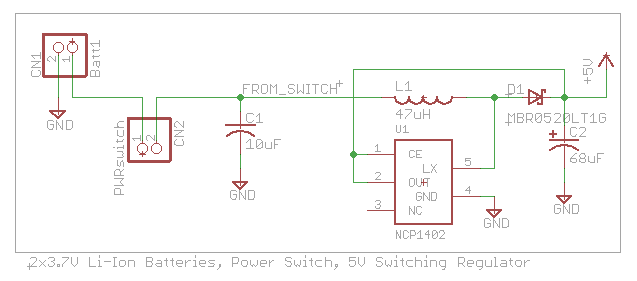 CN1
2
1
Batt1
GND
PWRswitch
1
2
CN2
FROM_SWITCH
C1
10uF
GND
L1
47uH
U1
1
CE
LX
5
2
OUT
GND
4
3
NC
NCP1402
GND
D1
MBR0520LT1G
+5V
C2
68uF
GND
2x3.7V Li-Ion Batteries, Power Switch, 5V Switching Regulator